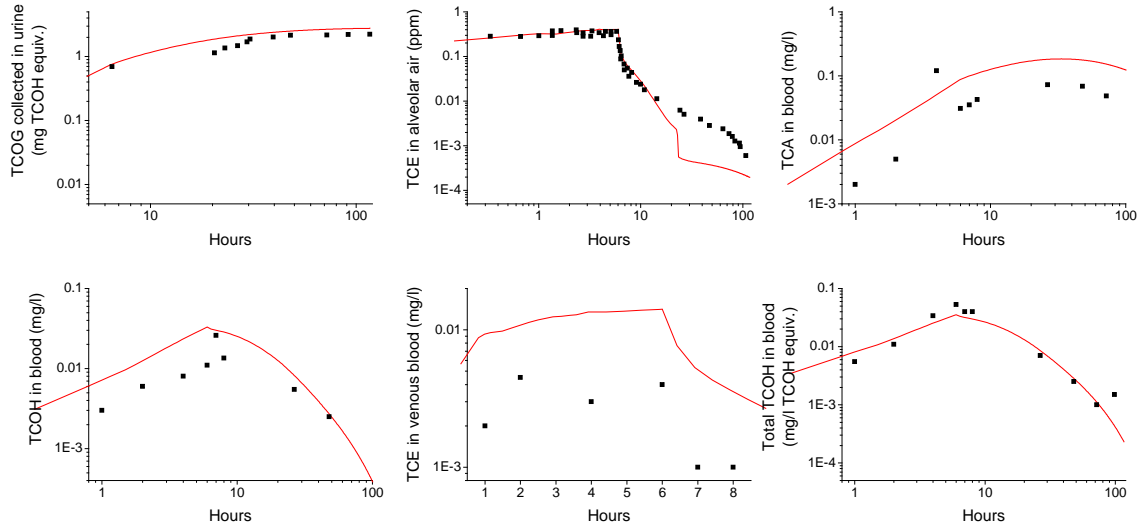 TCOG collected in urine
(mg TCOH equiv.)
1
0.1
0.01
10
100
Hours
TCE in alveolar air (ppm)
1
0.1
0.01
1E-3
1E-4
1
10
100
Hours
TCA in blood (mg/l)
1
0.1
0.01
1E-3
1
10
100
Hours
TCOH in blood (mg/l)
0.1
0.01
1E-3
1
10
100
Hours
TCE in venous blood (mg/l)
0.01
1E-3
1 2 3 4 5 6 7 8
Hours
Total TCOH in blood
(mg/l TCOH equiv.)
0.1
0.01
1E-3
1E-4
1
10
100
Hours